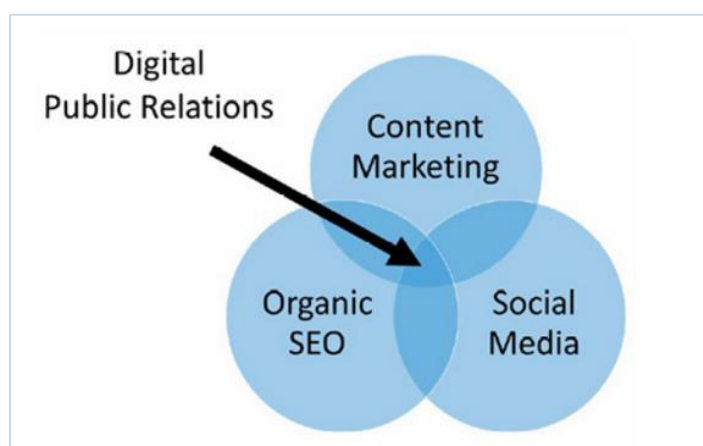 Digital
Public Relations
Content
Marketing
Organic
SEO
Social
Media